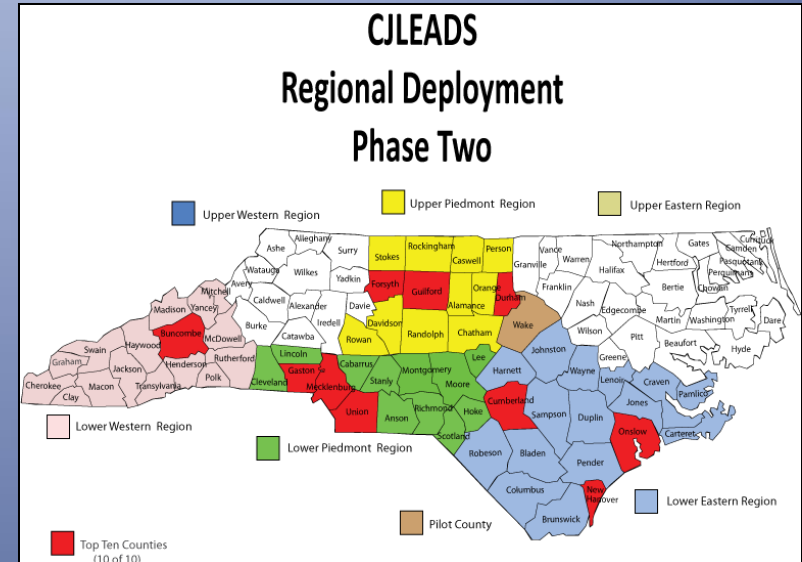 CJLEADS
Regional Deployment
Phase Two
Upper Western Region
Upper Piedmont Region
Upper Eastern Region
Ashe
Alleghany
Surry
Stokes
Rockingham
Caswell
Person
Granville
Vance
Warren
Northampton
Gates
Currituck
Camden
Pasquotank
Perquimans
Chowan
Hertford
Halifax
Bertie
Watauga
Wilkes
Yadkin
Forsyth
Guilford
Alamance
Orange
Durham
Franklin
Nash
Edgecombe
Martin
Washington
Tyrrell
Dare
Mitchell
Avery
Caldwell
Alexander
Iredell
Davie
Davidson
Randolph
Chatham
Wake
Wilson
Pitt
Beaufort
Hyde
Madison
Yancey
Burke
Catawba
Rowan
Johnston
Greene
Buncombe
McDowell
Haywood
Swain
Graham
Jackson
Henderson
Rutherford
Polk
Lincoln
Cleveland
Gaston
Mecklenburg
Cabarrus
Stanly
Montgomery
Moore
Lee
Harnett
Wayne
Lenoir
Craven
Pamlico
Jones
Cherokee
Clay
Macon
Transylvania
Union
Anson
Richmond
Hoke
Scotland
Cumberland
Sampson
Duplin
Onslow
Carteret
Robeson
Bladen
Pender
Columbus
New
Hanover
Brunswick
Lower Western Region
Lower Piedmont Region
Lower Eastern Region
Pilot County
Top Ten Counties
(10 of 10)